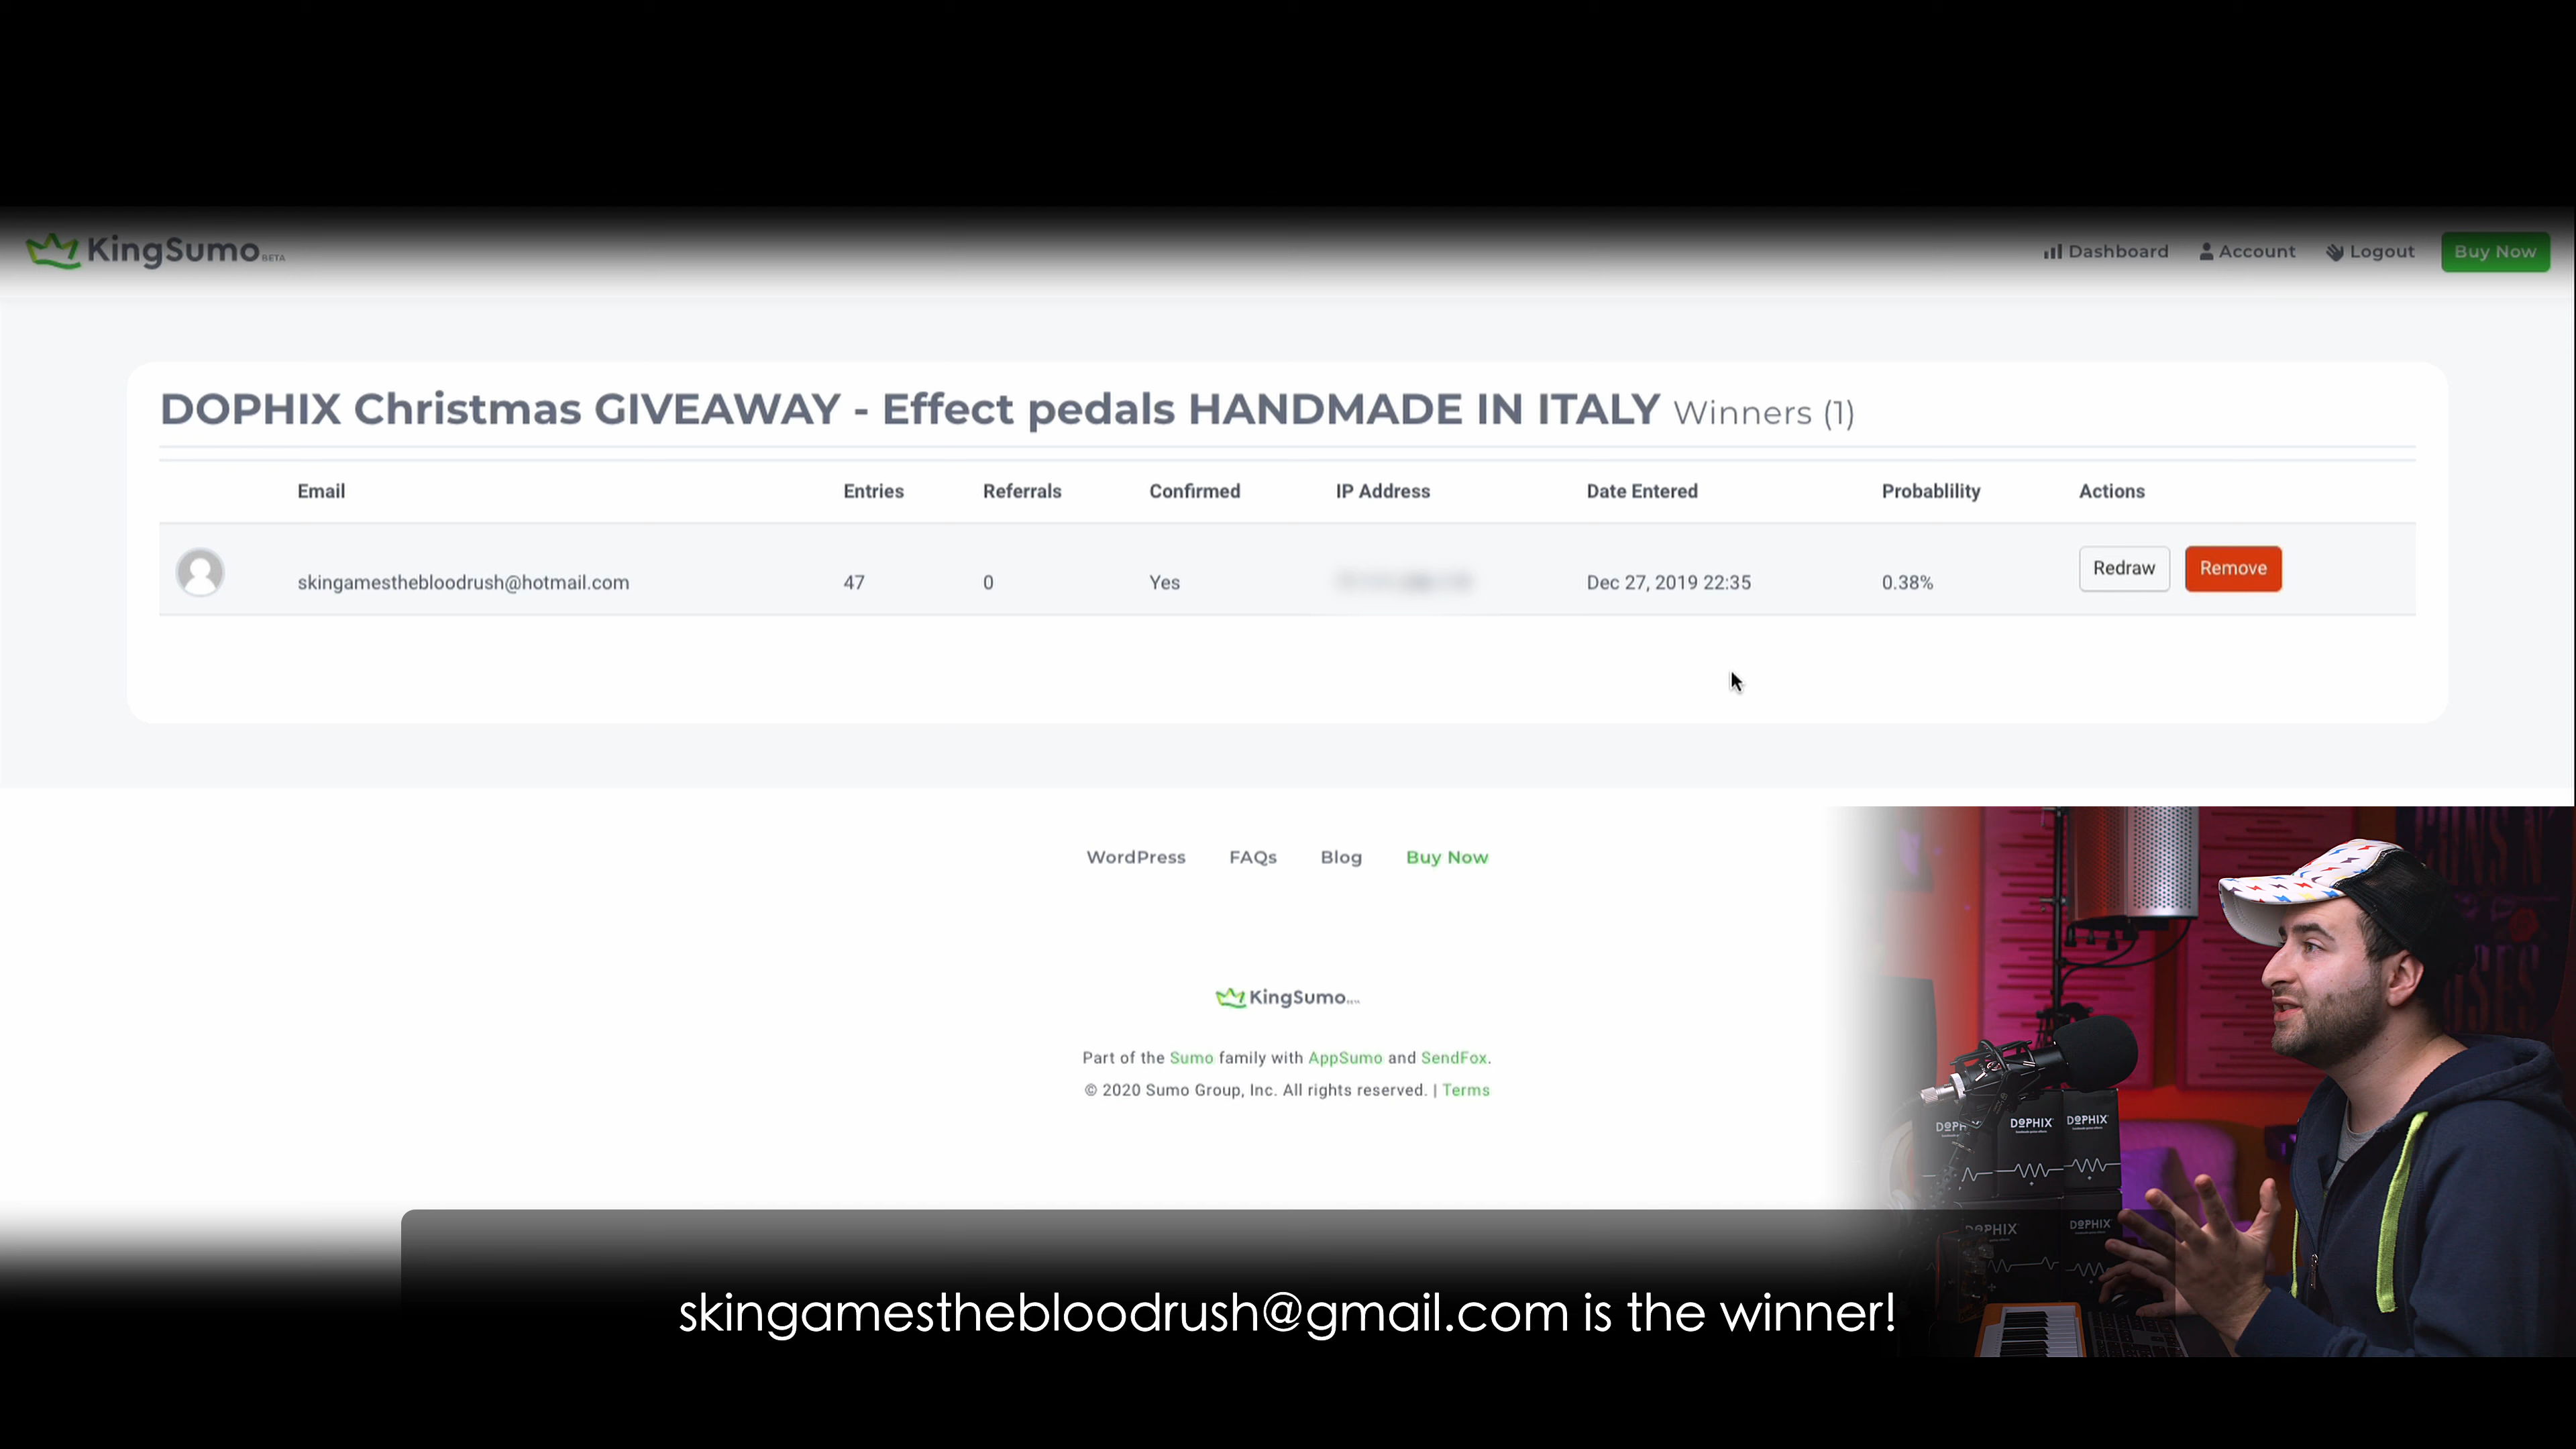 KingSumo BETA
Dashboard Account Logout Buy Now
DOPHIX Christmas GIVEAWAY - Effect pedals HANDMADE IN ITALY Winners (1)
Email Entries Referrals Confirmed IP Address Date Entered Probablility Actions
skingamesthebloodrush@hotmail.com 47 0 Yes Dec 27, 2019 22:35 0.38% Redraw Remove
WordPress FAQs Blog Buy Now
KingSumo BETA
Part of the Sumo family with AppSumo and SendFox.
© 2020 Sumo Group, Inc. All rights reserved. | Terms
DOPHIX DOPHIX
DOPHIX DOPHIX
skingamesthebloodrush@gmail.com is the winner!